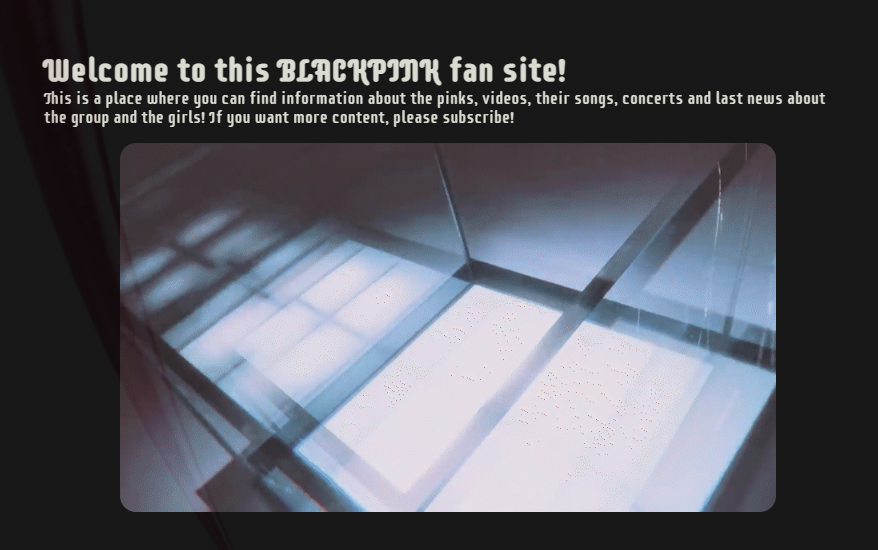 Welcome to this BLACKPINK fan site!
This is a place where you can find information about the pinks, videos, their songs, concerts and last news about
the group and the girls! If you want more content, please subscribe!